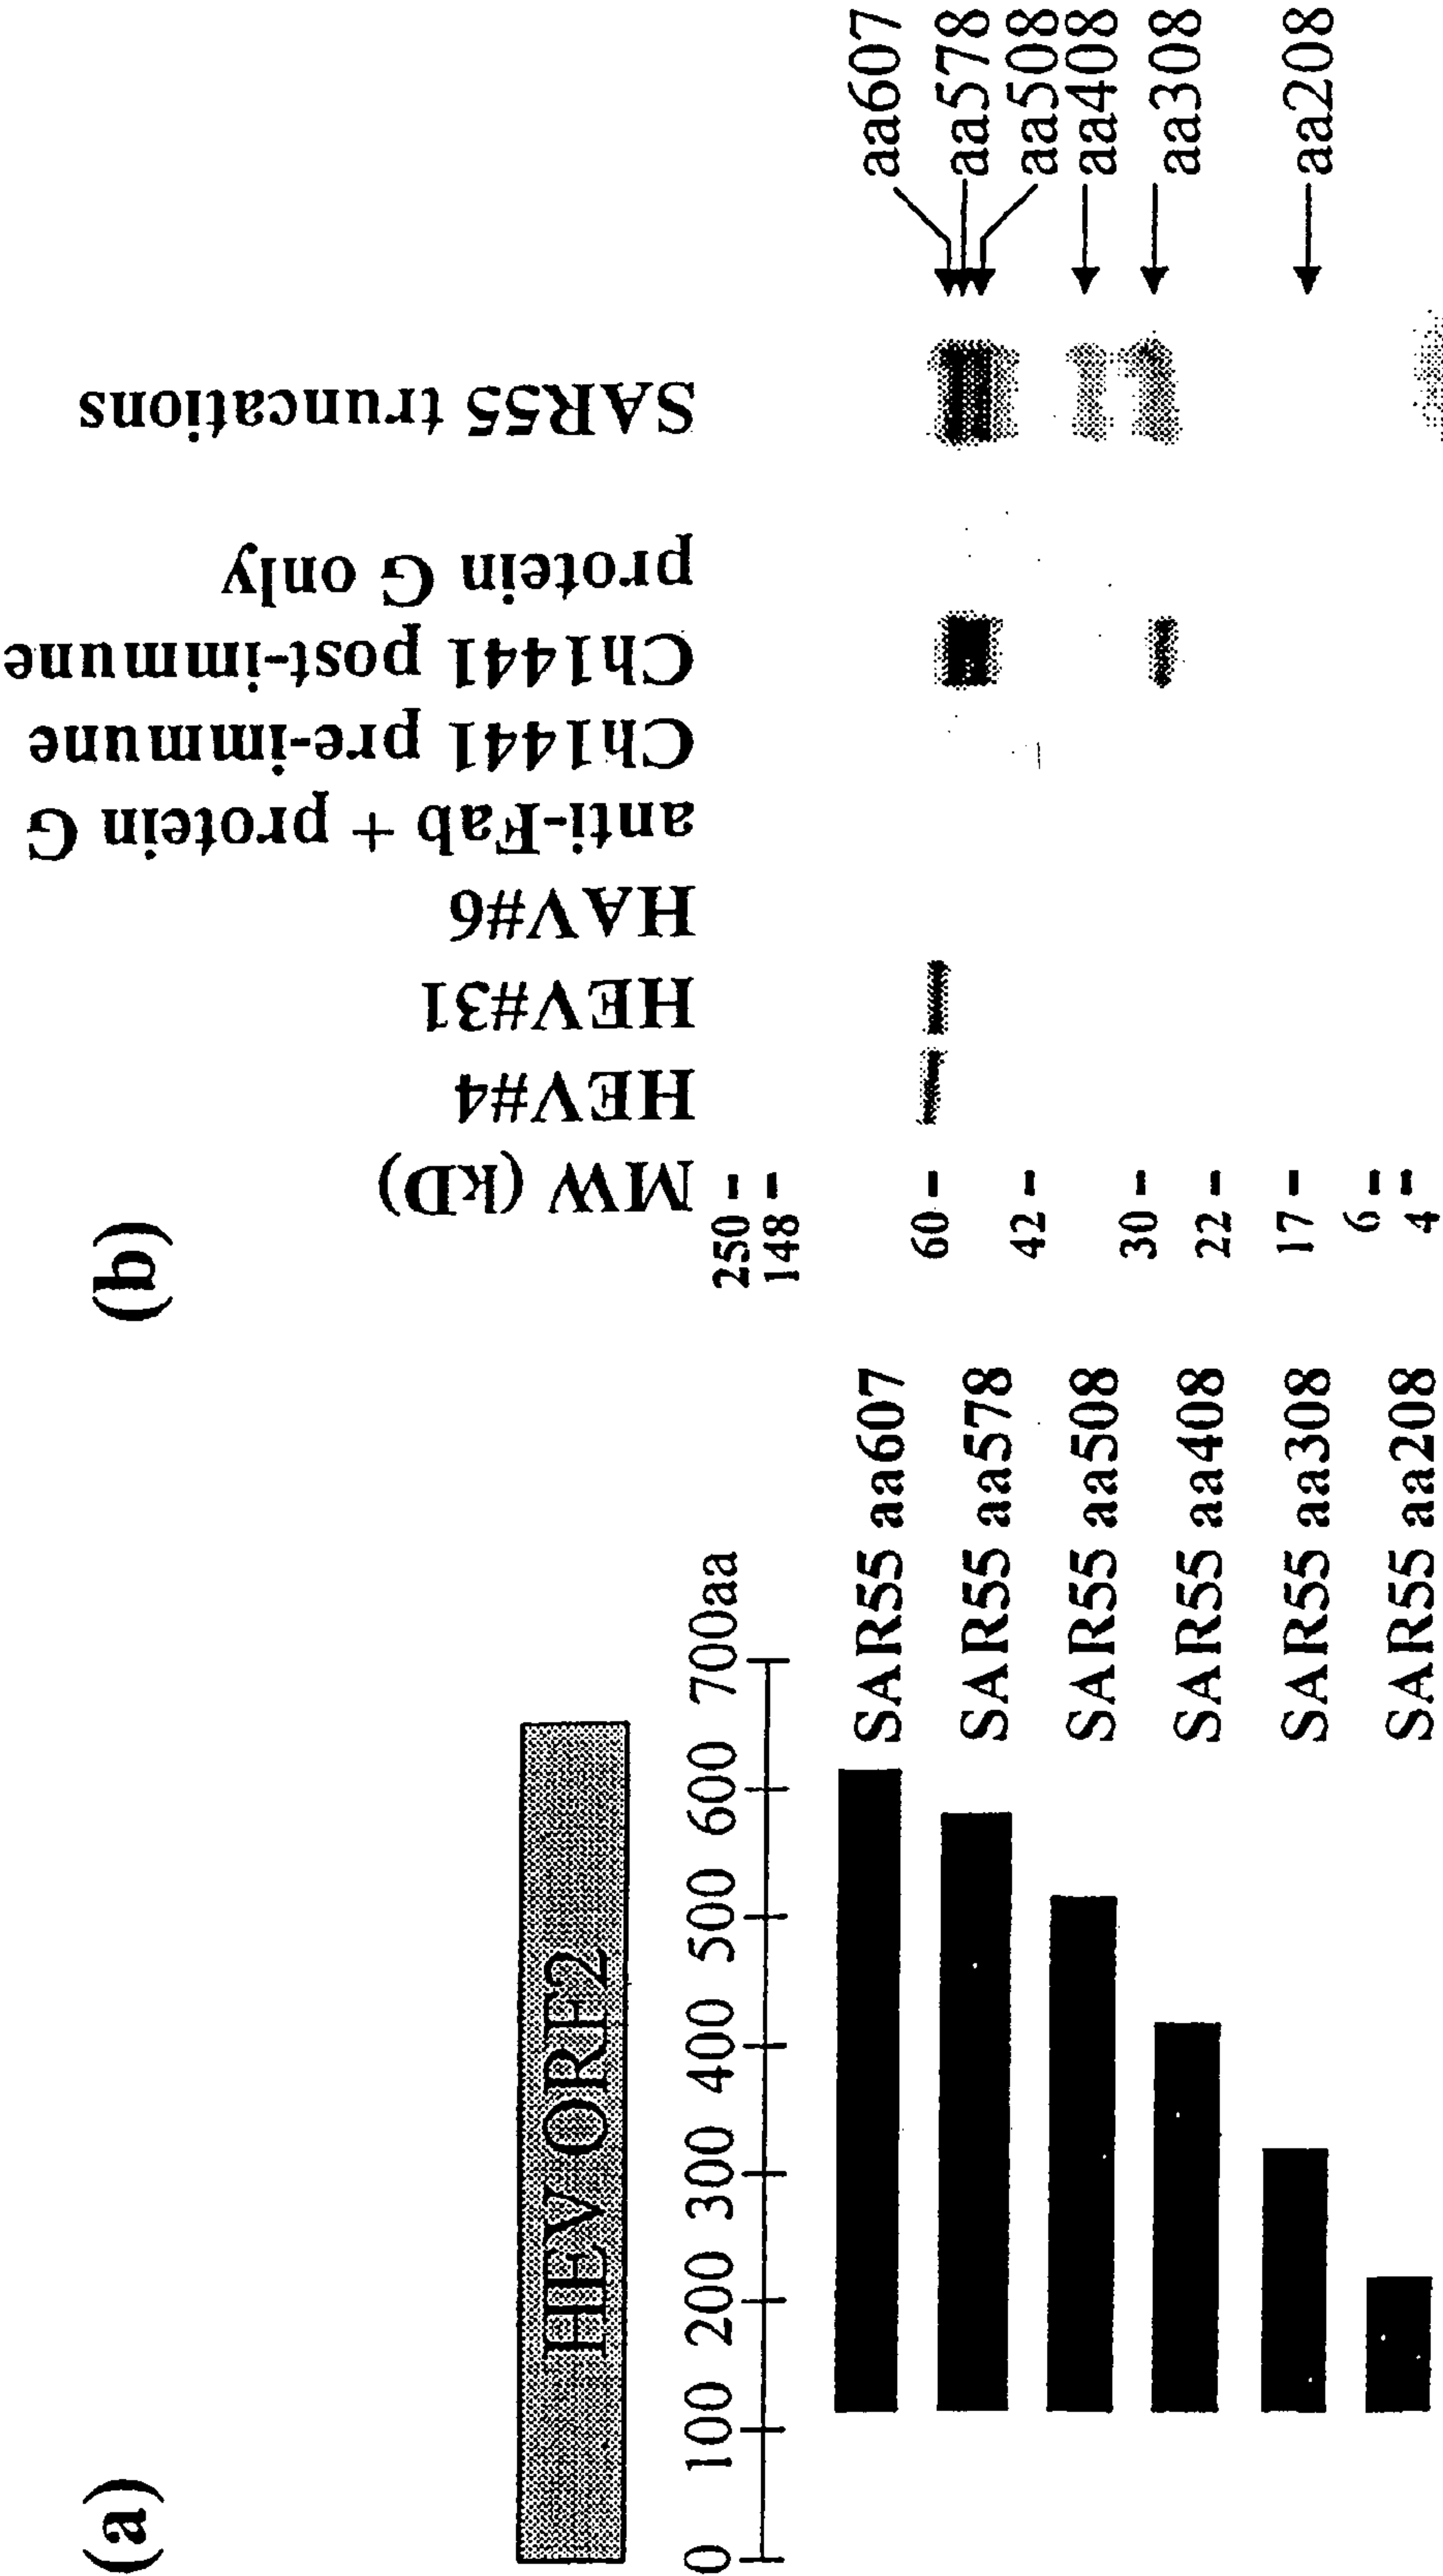 (a)
HEV ORF2
0 100 200 300 400 500 600 700aa
SAR55 aa607
SAR55 aa578
SAR55 aa508
SAR55 aa408
SAR55 aa308
SAR55 aa208
(b)
MW (kD)
HEV#4
HEV#31
HAV#6
anti-Fab + protein G
Ch1441 pre-immune
Ch1441 post-immune
protein G only
SAR55 truncations
250
148
60
42
30
22
17
6
4
aa607
aa578
aa508
aa408
aa308
aa208